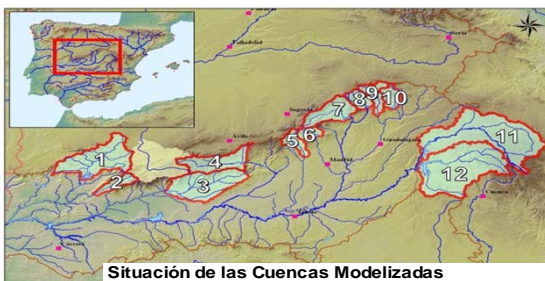 Soria
Valladolid
Segovia
Ávila
Guadalajara
Madrid
Cuenca
Cáceres
1
2
3
4
5
6
7
8
9
10
11
12
Situación de las Cuencas Modelizadas